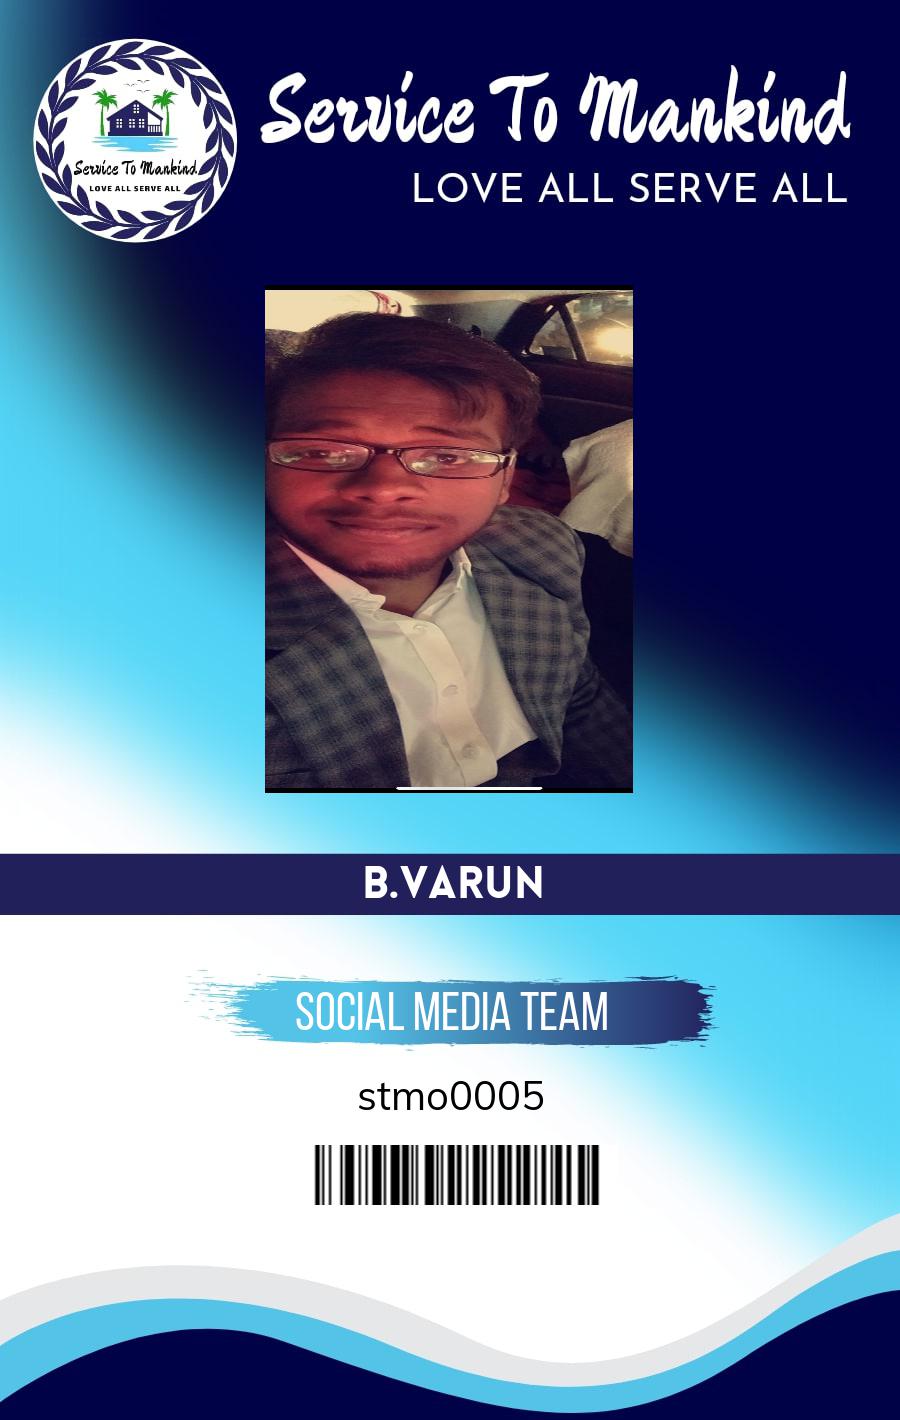 Service To Mankind
LOVE ALL SERVE ALL
Service To Mankind
LOVE ALL SERVE ALL
B.VARUN
SOCIAL MEDIA TEAM
stmo0005